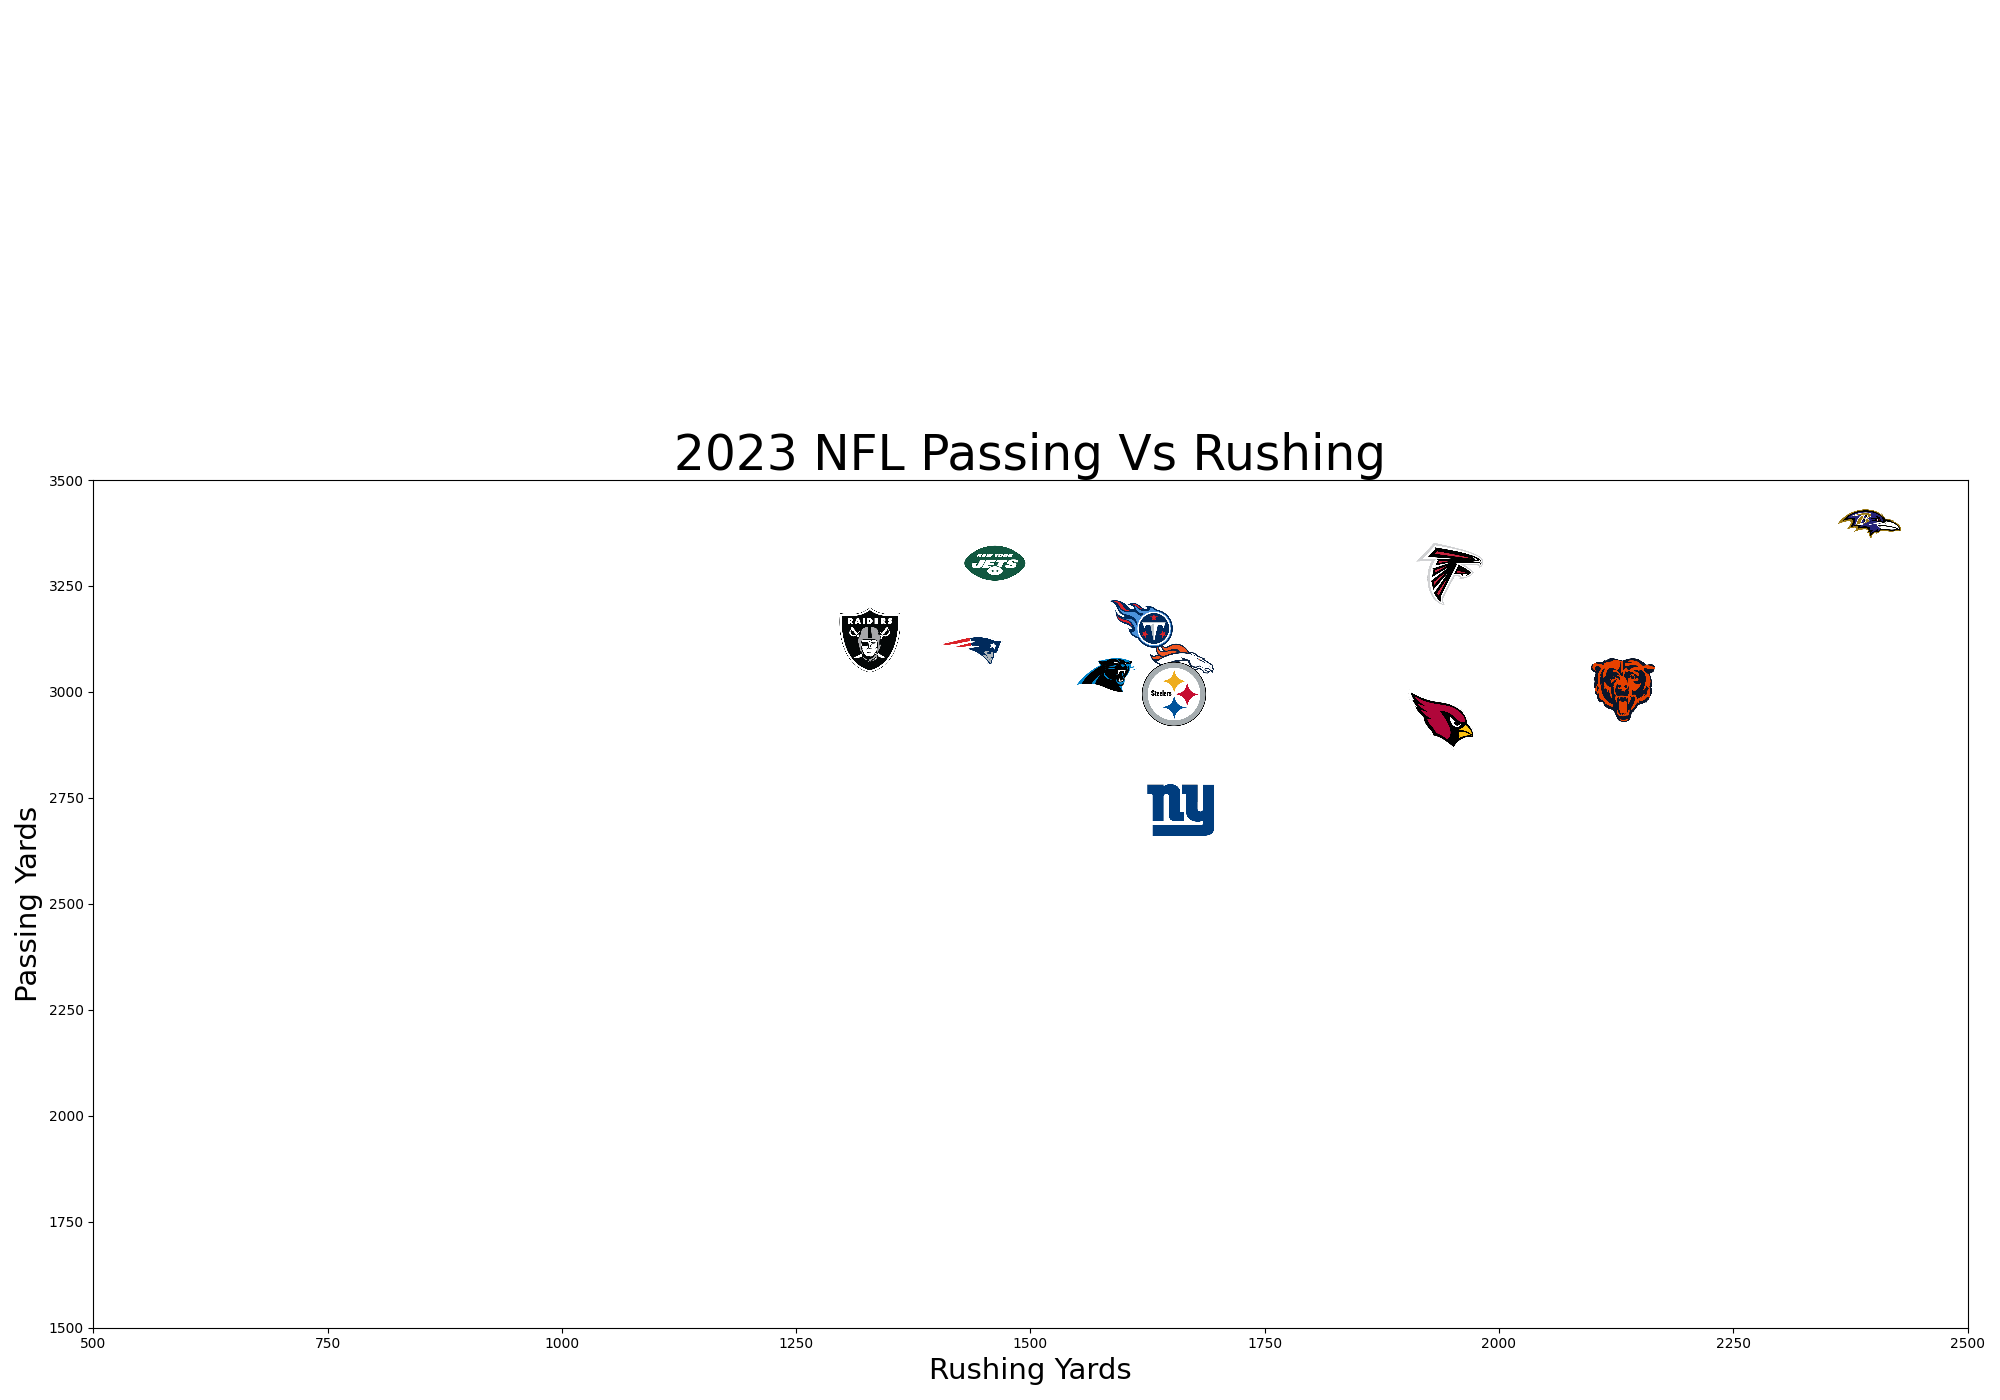 2023 NFL Passing Vs Rushing
3500
3250
3000
2750
2500
2250
2000
1750
1500
Passing Yards
NEW YORK
JETS
RAIDERS
T
Steelers
ny
B
500
750
1000
1250
1500
1750
2000
2250
2500
Rushing Yards